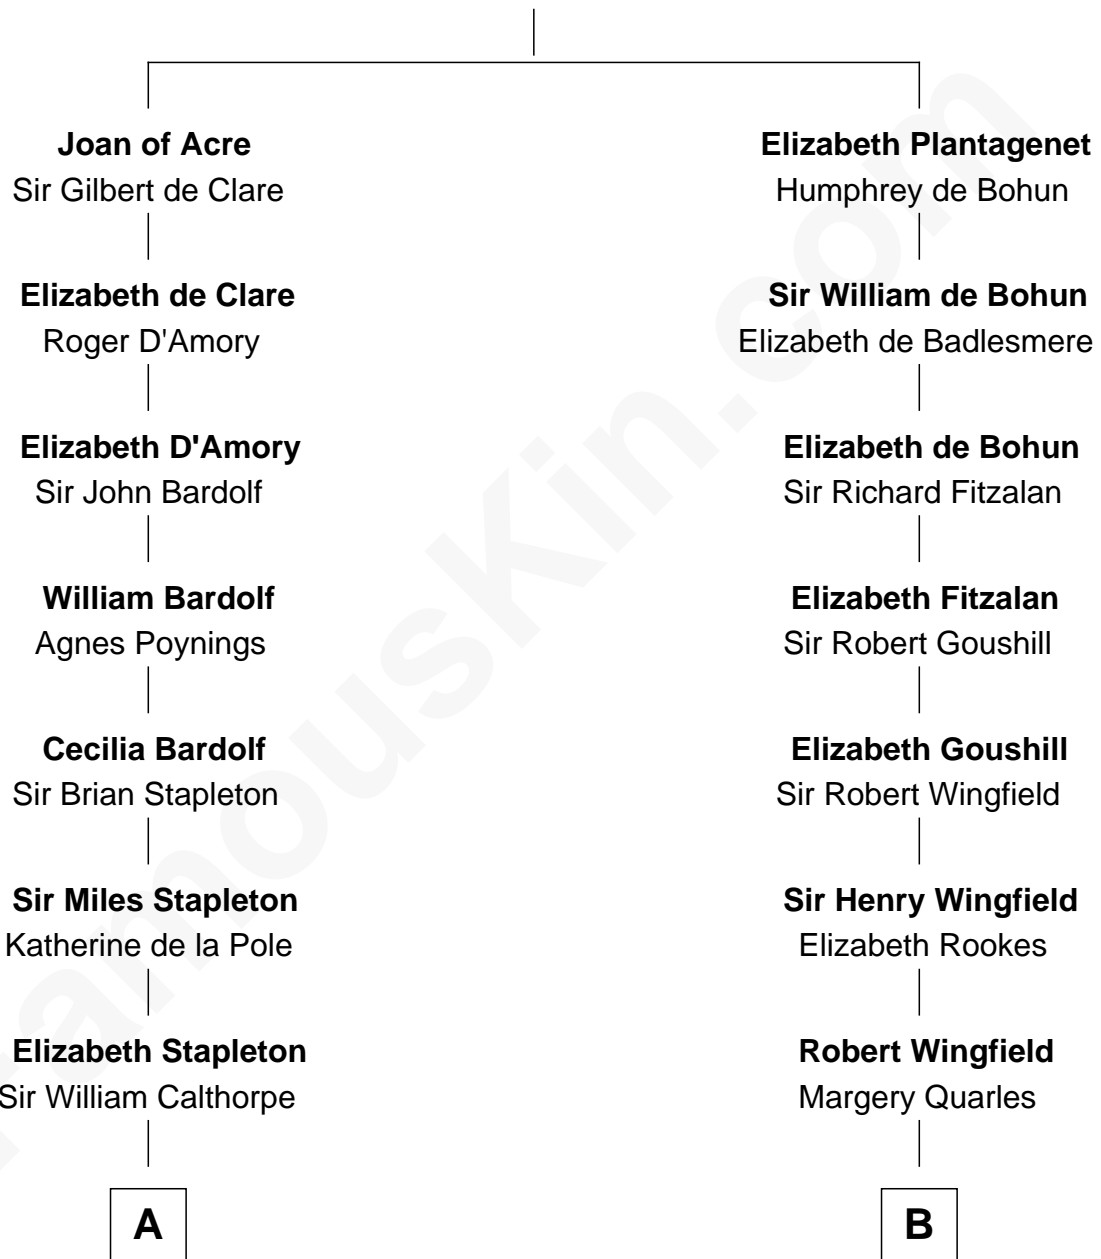 Joan of Acre
Sir Gilbert de Clare
Elizabeth de Clare
Roger D'Amory
Elizabeth D'Amory
Sir John Bardolf
William Bardolf
Agnes Poynings
Cecilia Bardolf
Sir Brian Stapleton
Sir Miles Stapleton
Katherine de la Pole
Elizabeth Stapleton
Sir William Calthorpe
A
Elizabeth Plantagenet
Humphrey de Bohun
Sir William de Bohun
Elizabeth de Badlesmere
Elizabeth de Bohun
Sir Richard Fitzalan
Elizabeth Fitzalan
Sir Robert Goushill
Elizabeth Goushill
Sir Robert Wingfield
Sir Henry Wingfield
Elizabeth Rookes
Robert Wingfield
Margery Quarles
B
famouskin.com